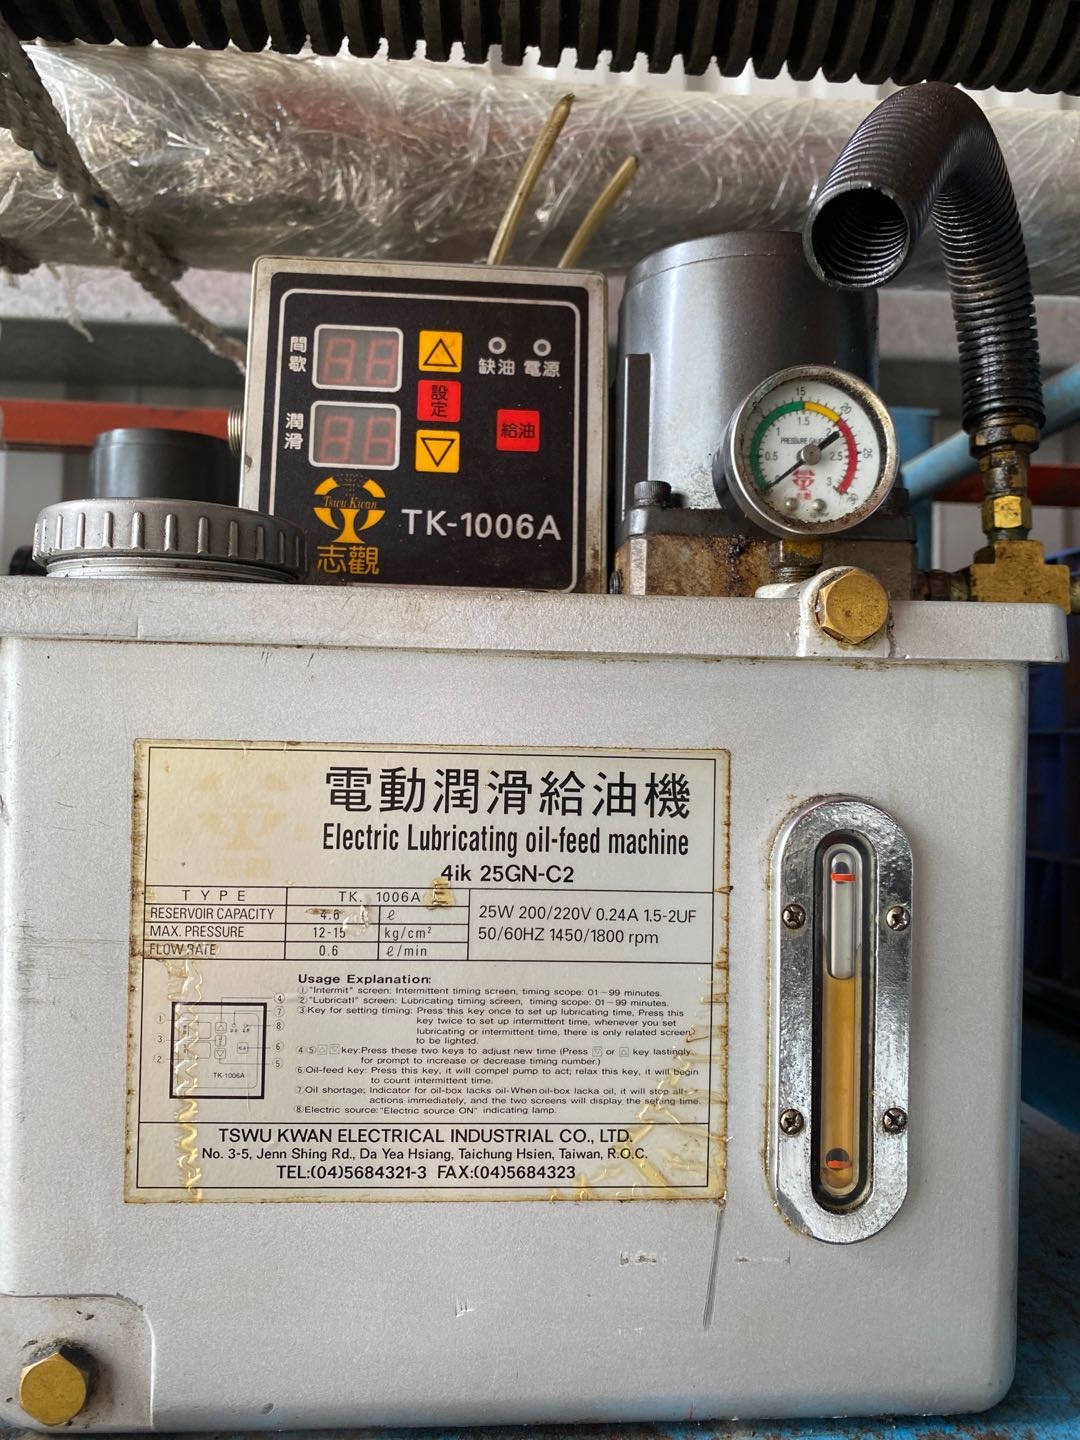 間歇
缺油 電源
設定
潤滑
給油
Tswu Kwan
志觀
TK-1006A
15
1.5
1
0.5
2.5
3
PRESSURE GAUGE
電動潤滑給油機
Electric Lubricating oil-feed machine
4ik 25GN-C2
TYPE TK. 1006A
RESERVOIR CAPACITY ℓ
MAX. PRESSURE 12-15 kg/cm²
FLOW RATE 0.6 ℓ/min
25W 200/220V 0.24A 1.5-2UF
50/60HZ 1450/1800 rpm
Usage Explanation:
①"Intermit" screen: Intermittent timing screen, timing scope: 01-99 minutes.
②"Lubricatl" screen: Lubricating timing screen, timing scope: 01-99 minutes.
③Key for setting timing: Press this key once to set up lubricating time, Press this
key twice to set up intermittent time, whenever you set
lubricating or intermittent time, there is only related screen
to be lighted.
④⑤△▽key:Press these two keys to adjust new time (Press ▽ or △ key lastingly
for prompt to increase or decrease timing number.)
⑥Oil-feed key: Press this key, it will compel pump to act; relax this key, it will begin
to count intermittent time.
⑦Oil shortage: Indicator for oil-box lacks oil-When oil-box lacka oil, it will stop all
actions immediately, and the two screens will display the setting time.
⑧Electric source: "Electric source ON" indicating lamp.
TK-1006A
TSWU KWAN ELECTRICAL INDUSTRIAL CO., LTD.
No. 3-5, Jenn Shing Rd., Da Yea Hsiang, Taichung Hsien, Taiwan, R.O.C.
TEL:(04)5684321-3 FAX:(04)5684323